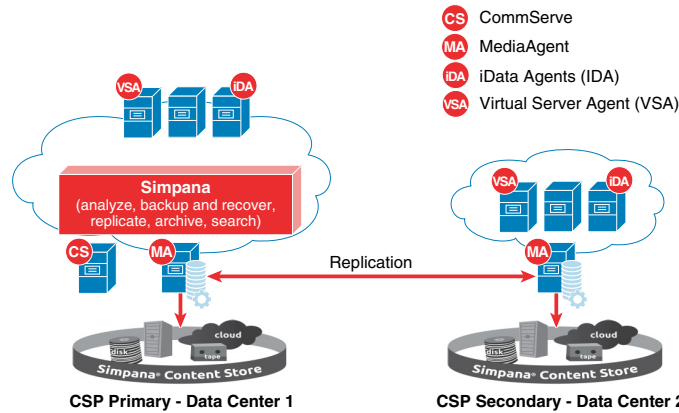 CS CommServe
MA MediaAgent
iDA iData Agents (IDA)
VSA Virtual Server Agent (VSA)
VSA
iDA
Simpana
(analyze, backup and recover,
replicate, archive, search)
CS
MA
VSA
iDA
MA
Replication
disk
cloud
tape
Simpana® Content Store
disk
cloud
tape
Simpana® Content Store
CSP Primary - Data Center 1
CSP Secondary - Data Center 2